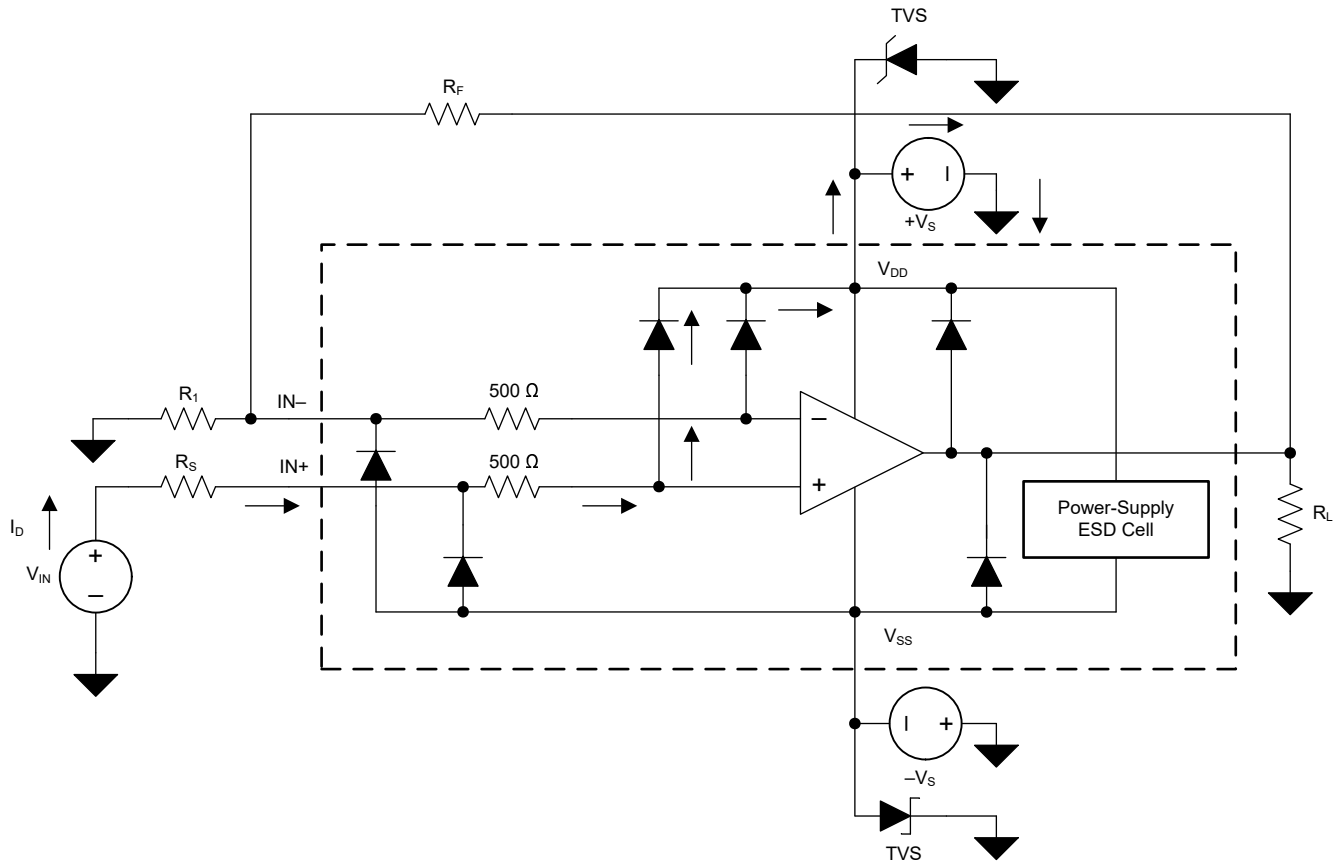 TVS
R_F
+
I
+V_S
V_DD
500 Ω
R_1
IN–
–
R_S
IN+
500 Ω
+
Power-Supply
ESD Cell
R_L
I_D
+
V_IN
–
V_SS
I
+
–V_S
TVS